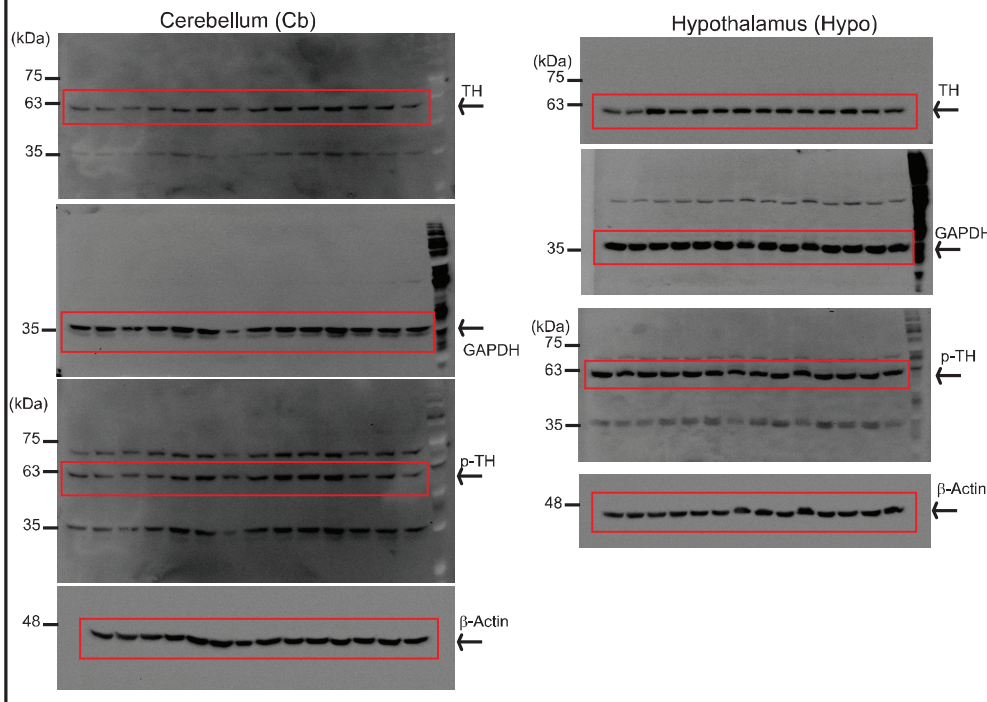 Cerebellum (Cb)
(kDa)
75
63
TH
35
35
GAPDH
(kDa)
75
63
p-TH
35
48
β-Actin
Hypothalamus (Hypo)
(kDa)
75
63
TH
35
GAPDH
(kDa)
75
63
p-TH
35
48
β-Actin